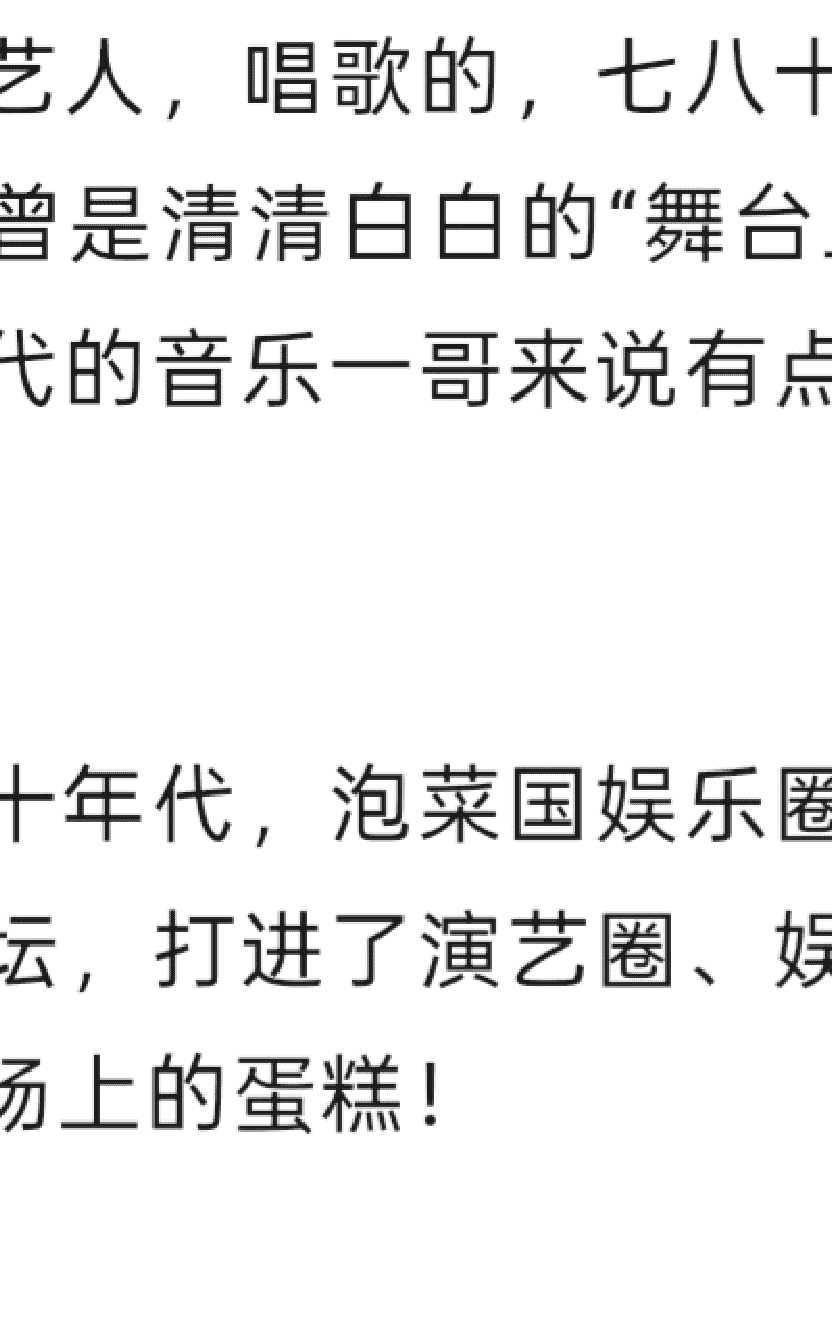 艺人，唱歌的，七八十
曾是清清白白的“舞台
代的音乐一哥来说有点
十年代，泡菜国娱乐圈
坛，打进了演艺圈、娱
场上的蛋糕！